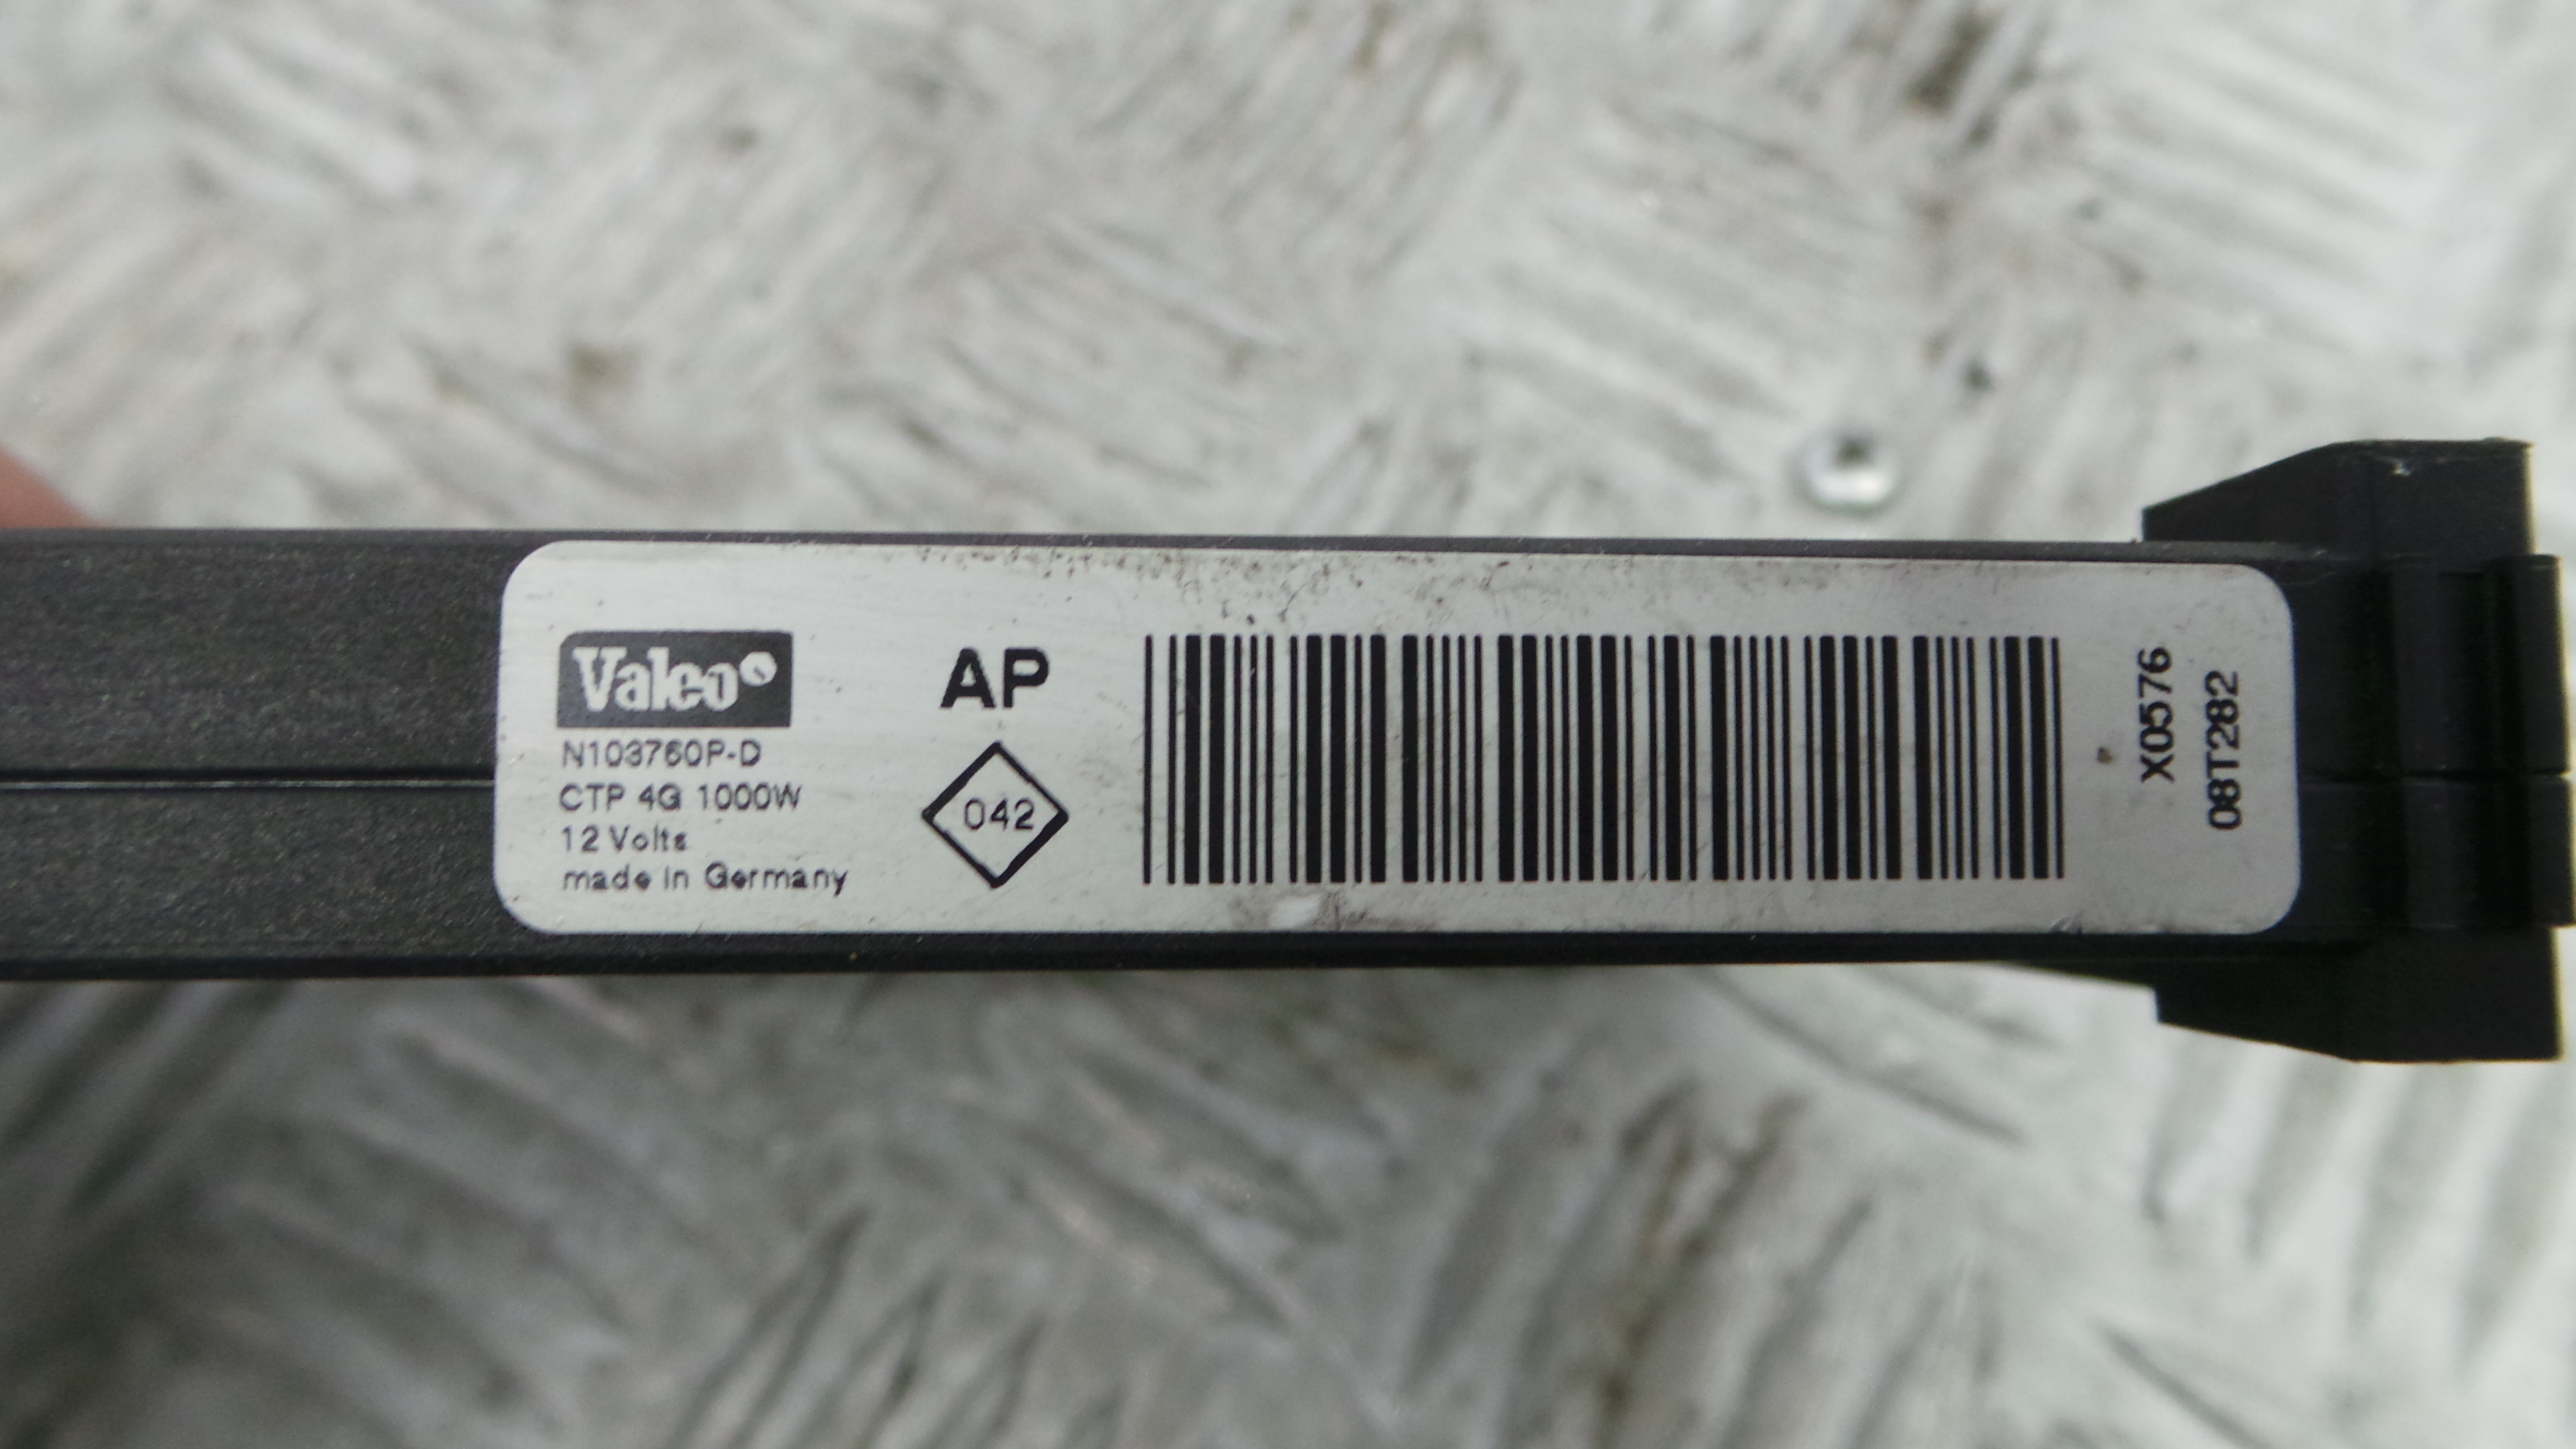 Valeo
N103760P-D
CTP 4G 1000W
12 Volts
made in Germany
AP
042
X0576
08T282